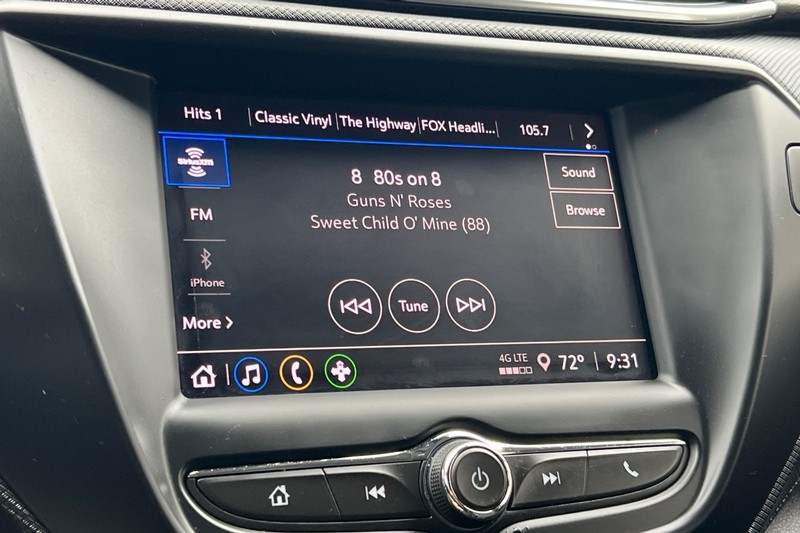 Hits 1 Classic Vinyl The Highway FOX Headli... 105.7
SiriusXM
8 80s on 8
Sound
FM
Guns N' Roses
Sweet Child O' Mine (88)
Browse
iPhone
Tune
More
4G LTE
72° 9:31